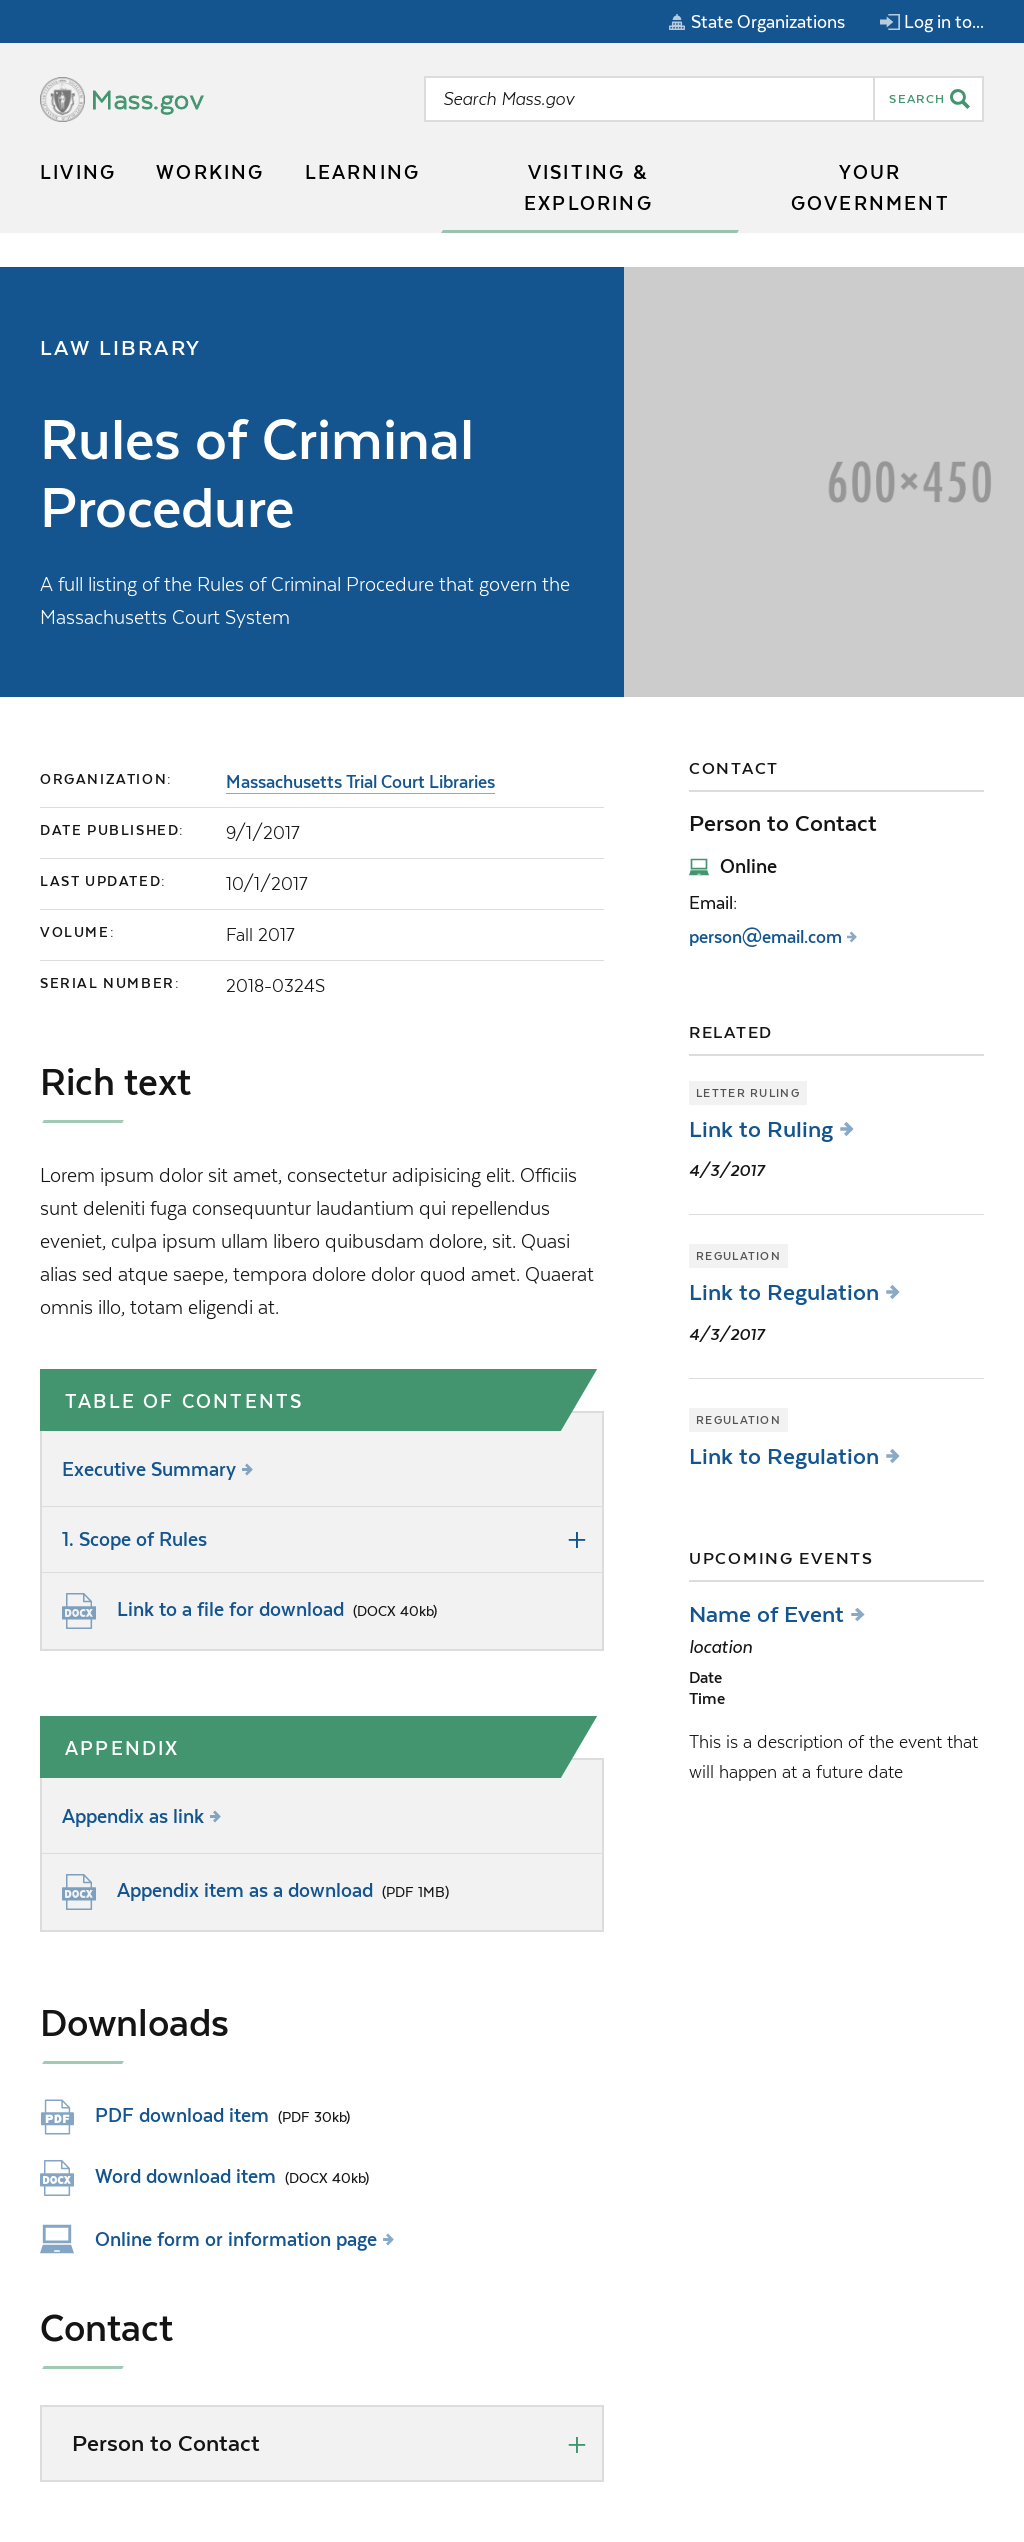 State Organizations
Log in to...
Mass.gov
Search Mass.gov
SEARCH
LIVING
WORKING
LEARNING
VISITING &
EXPLORING
YOUR
GOVERNMENT
LAW LIBRARY
Rules of Criminal
Procedure
A full listing of the Rules of Criminal Procedure that govern the
Massachusetts Court System
600×450
ORGANIZATION: Massachusetts Trial Court Libraries
DATE PUBLISHED: 9/1/2017
LAST UPDATED: 10/1/2017
VOLUME: Fall 2017
SERIAL NUMBER: 2018-0324S
Rich text
Lorem ipsum dolor sit amet, consectetur adipisicing elit. Officiis
sunt deleniti fuga consequuntur laudantium qui repellendus
eveniet, culpa ipsum ullam libero quibusdam dolore, sit. Quasi
alias sed atque saepe, tempora dolore dolor quod amet. Quaerat
omnis illo, totam eligendi at.
TABLE OF CONTENTS
Executive Summary
1. Scope of Rules
DOCX Link to a file for download (DOCX 40kb)
APPENDIX
Appendix as link
DOCX Appendix item as a download (PDF 1MB)
Downloads
PDF PDF download item (PDF 30kb)
DOCX Word download item (DOCX 40kb)
Online form or information page
Contact
Person to Contact
CONTACT
Person to Contact
Online
Email:
person@email.com
RELATED
LETTER RULING
Link to Ruling
4/3/2017
REGULATION
Link to Regulation
4/3/2017
REGULATION
Link to Regulation
UPCOMING EVENTS
Name of Event
location
Date
Time
This is a description of the event that
will happen at a future date